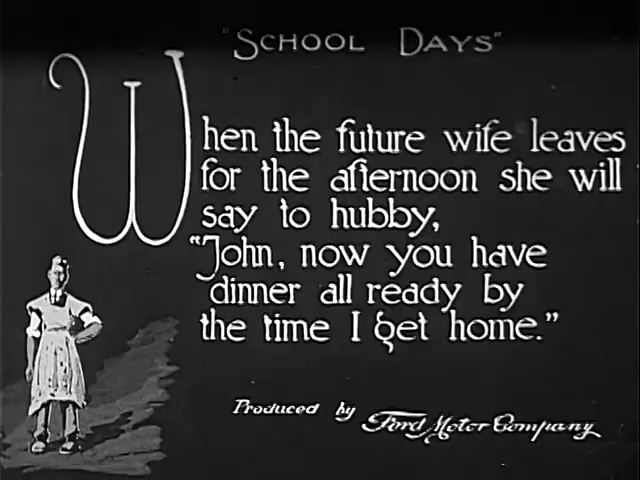 "SCHOOL DAYS"
When the future wife leaves
for the afternoon she will
say to hubby,
"John, now you have
dinner all ready by
the time I get home."
Produced by Ford Motor Company